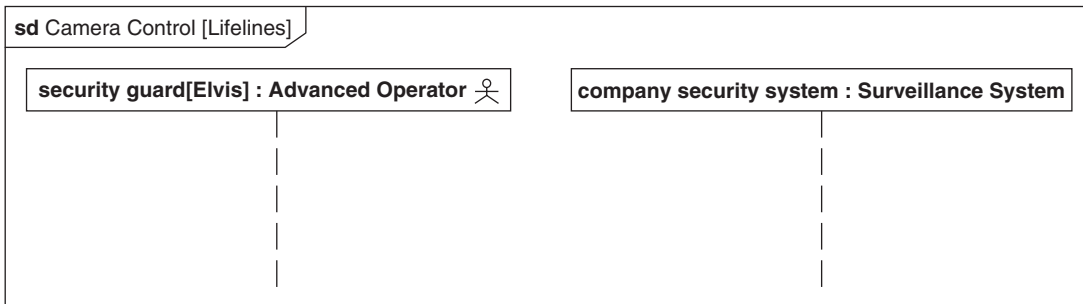 sd Camera Control [Lifelines]
security guard[Elvis] : Advanced Operator
company security system : Surveillance System